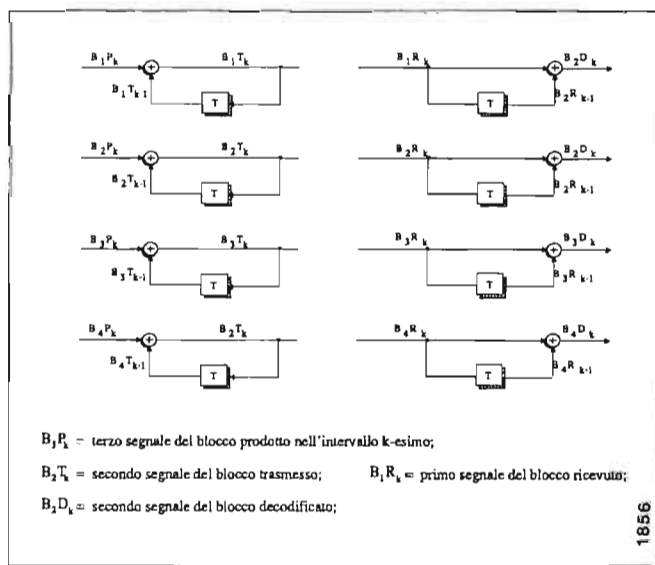 B₁Pₖ B₁Tₖ B₁Rₖ B₂Dₖ
B₁Tₖ₋₁ T T B₂Rₖ₋₁
B₂Pₖ B₂Tₖ B₂Rₖ B₂Dₖ
B₂Tₖ₋₁ T T B₂Rₖ₋₁
B₃Pₖ B₃Tₖ B₃Rₖ B₃Dₖ
B₃Tₖ₋₁ T T B₃Rₖ₋₁
B₄Pₖ B₂Tₖ B₄Rₖ B₄Dₖ
B₄Tₖ₋₁ T T B₄Rₖ₋₁
B₃Pₖ = terzo segnale del blocco prodotto nell'intervallo k-esimo;
B₂Tₖ = secondo segnale del blocco trasmesso; B₁Rₖ = primo segnale del blocco ricevuto;
B₂Dₖ = secondo segnale del blocco decodificato;
1856